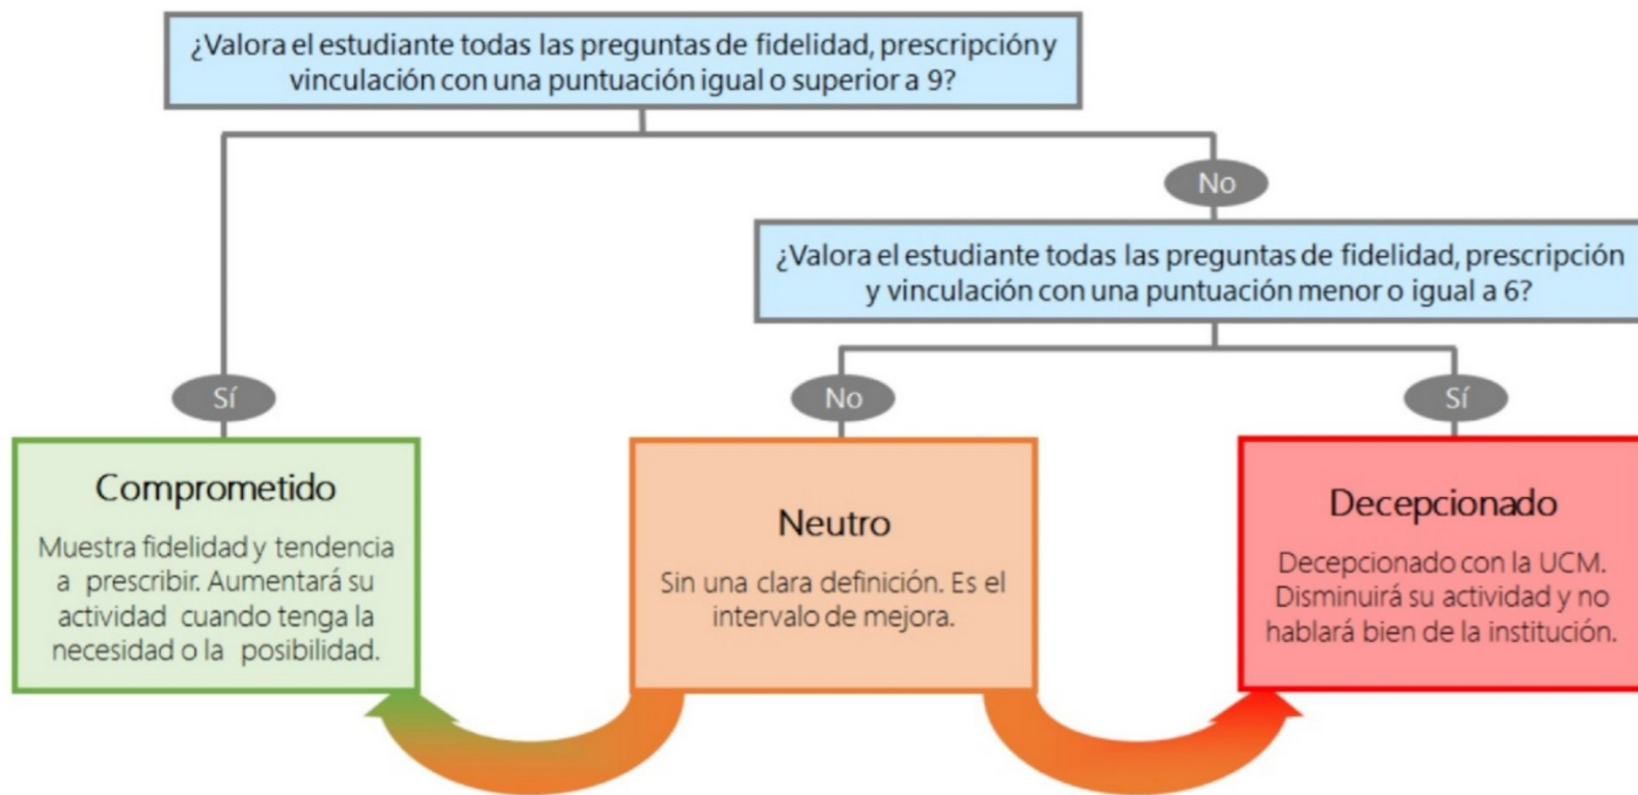 ¿Valora el estudiante todas las preguntas de fidelidad, prescripción y
vinculación con una puntuación igual o superior a 9?
No
¿Valora el estudiante todas las preguntas de fidelidad, prescripción
y vinculación con una puntuación menor o igual a 6?
Sí
No
Sí
Comprometido
Muestra fidelidad y tendencia
a prescribir. Aumentará su
actividad cuando tenga la
necesidad o la posibilidad.
Neutro
Sin una clara definición. Es el
intervalo de mejora.
Decepcionado
Decepcionado con la UCM.
Disminuirá su actividad y no
hablará bien de la institución.